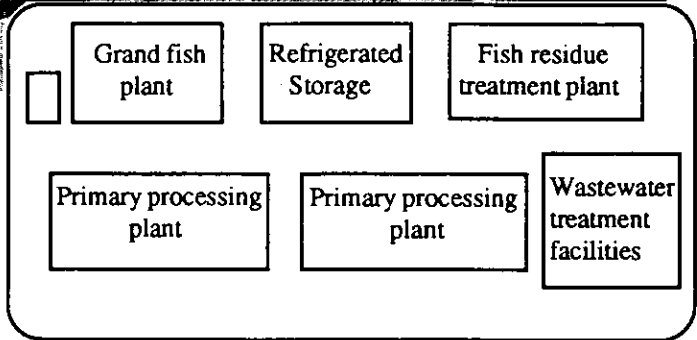 Grand fish
plant
Refrigerated
Storage
Fish residue
treatment plant
Primary processing
plant
Primary processing
plant
Wastewater
treatment
facilities